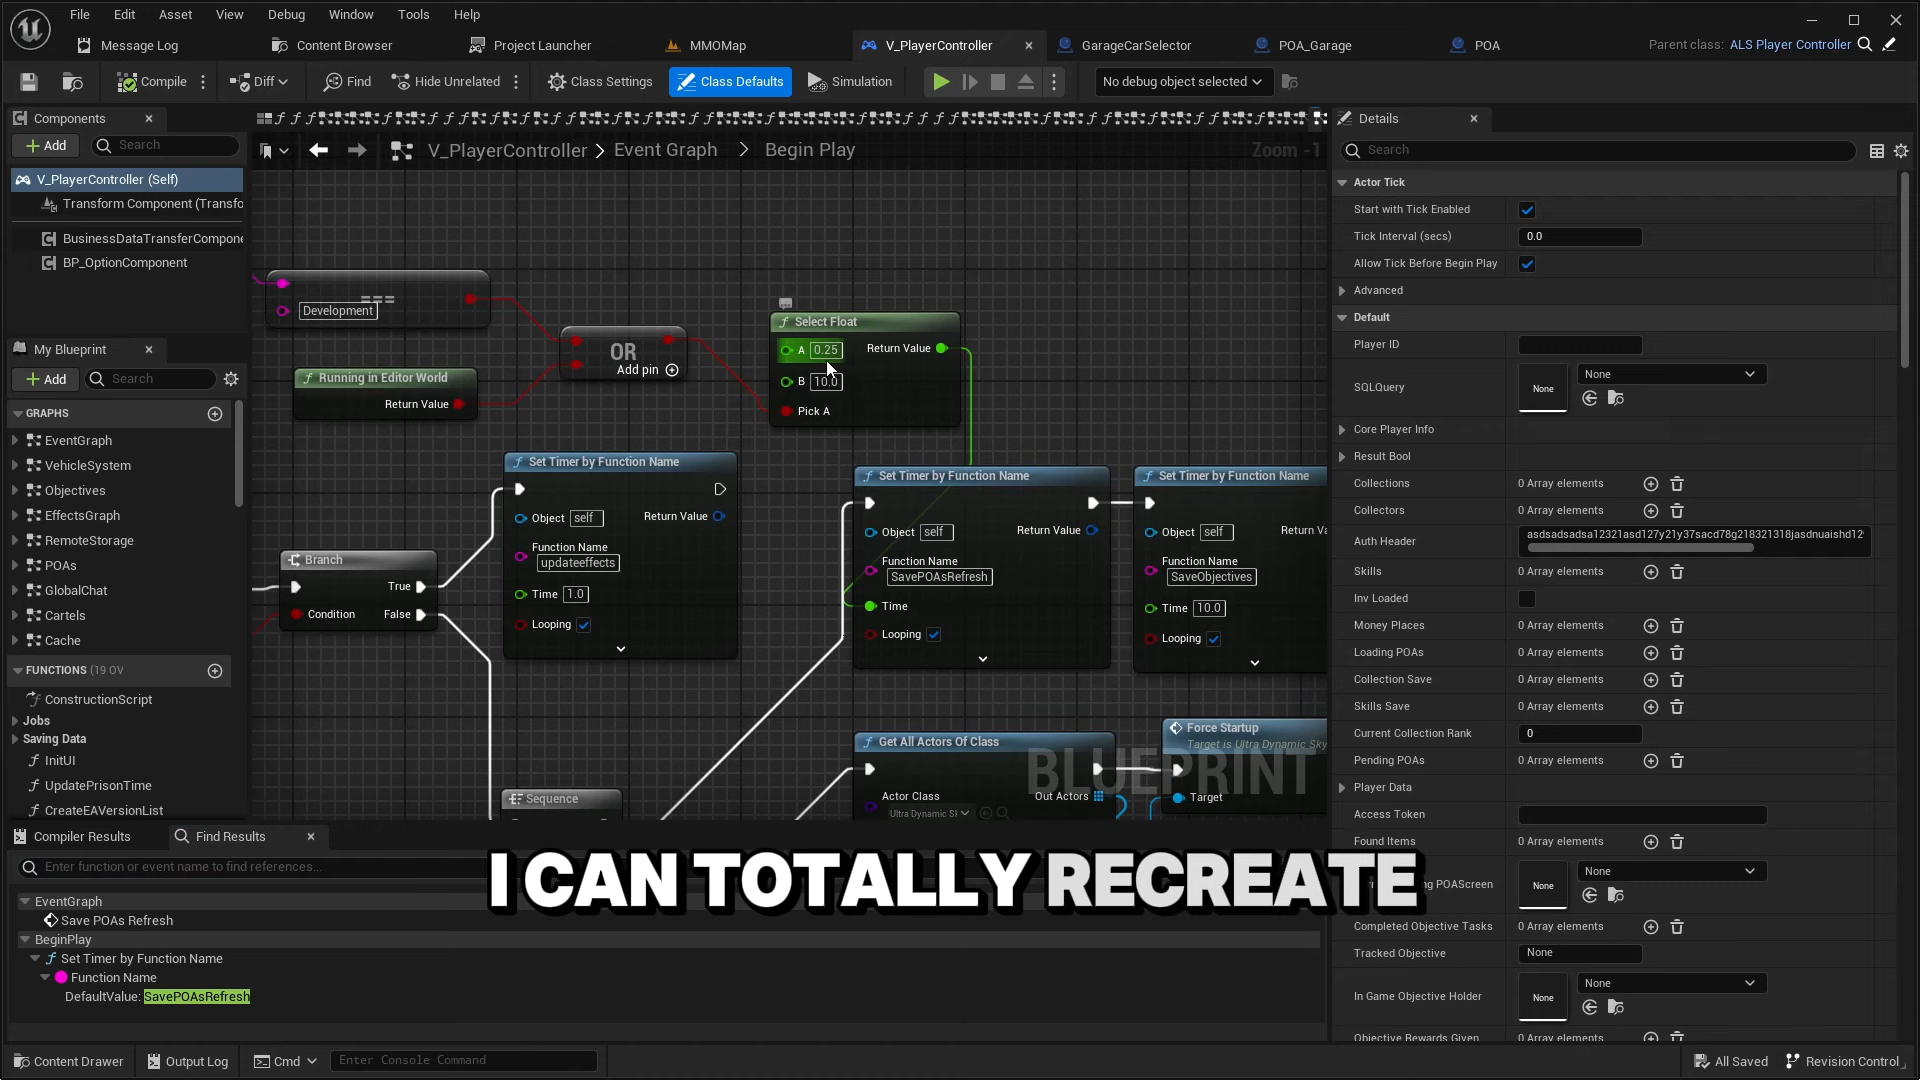 File Edit Asset View Debug Window Tools Help
Message Log Content Browser Project Launcher MMOMap V_PlayerController GarageCarSelector POA_Garage POA Parent class: ALS Player Controller
Compile Diff Find Hide Unrelated Class Settings Class Defaults Simulation No debug object selected
Components
Add Search
V_PlayerController (Self)
Transform Component (Transfo
BusinessDataTransferCompone
BP_OptionComponent
My Blueprint
Add Search
GRAPHS
EventGraph
VehicleSystem
Objectives
EffectsGraph
RemoteStorage
POAs
GlobalChat
Cartels
Cache
FUNCTIONS (19 OV
ConstructionScript
Jobs
Saving Data
InitUI
UpdatePrisonTime
CreateEAVersionList
V_PlayerController > Event Graph > Begin Play
Zoom -1
===
Development
Running in Editor World
Return Value
OR
Add pin
Select Float
A 0.25 Return Value
B 10.0
Pick A
Branch
True
Condition False
Set Timer by Function Name
Object self Return Value
Function Name
updateeffects
Time 1.0
Looping
Set Timer by Function Name
Object self Return Value
Function Name
SavePOAsRefresh
Time
Looping
Set Timer by Function Name
Object self Return Va
Function Name
SaveObjectives
Time 10.0
Looping
Sequence
Get All Actors Of Class
Actor Class Out Actors
Ultra Dynamic Sk
Force Startup
Target is Ultra Dynamic Sky
Target
BLUEPRINT
Details
Search
Actor Tick
Start with Tick Enabled
Tick Interval (secs) 0.0
Allow Tick Before Begin Play
Advanced
Default
Player ID
SQLQuery None None
Core Player Info
Result Bool
Collections 0 Array elements
Collectors 0 Array elements
Auth Header asdsadsadsa12321asd127y21y37sacd78g218321318jasdnuaishd12
Skills 0 Array elements
Inv Loaded
Money Places 0 Array elements
Loading POAs 0 Array elements
Collection Save 0 Array elements
Skills Save 0 Array elements
Current Collection Rank 0
Pending POAs 0 Array elements
Player Data
Access Token
Found Items 0 Array elements
POAScreen None None
Completed Objective Tasks 0 Array elements
Tracked Objective None
In Game Objective Holder None None
Objective Rewards Given 0 Array elements
Compiler Results Find Results
Enter function or event name to find references...
EventGraph
Save POAs Refresh
BeginPlay
Set Timer by Function Name
Function Name
DefaultValue: SavePOAsRefresh
I CAN TOTALLY RECREATE
Content Drawer Output Log Cmd Enter Console Command All Saved Revision Control